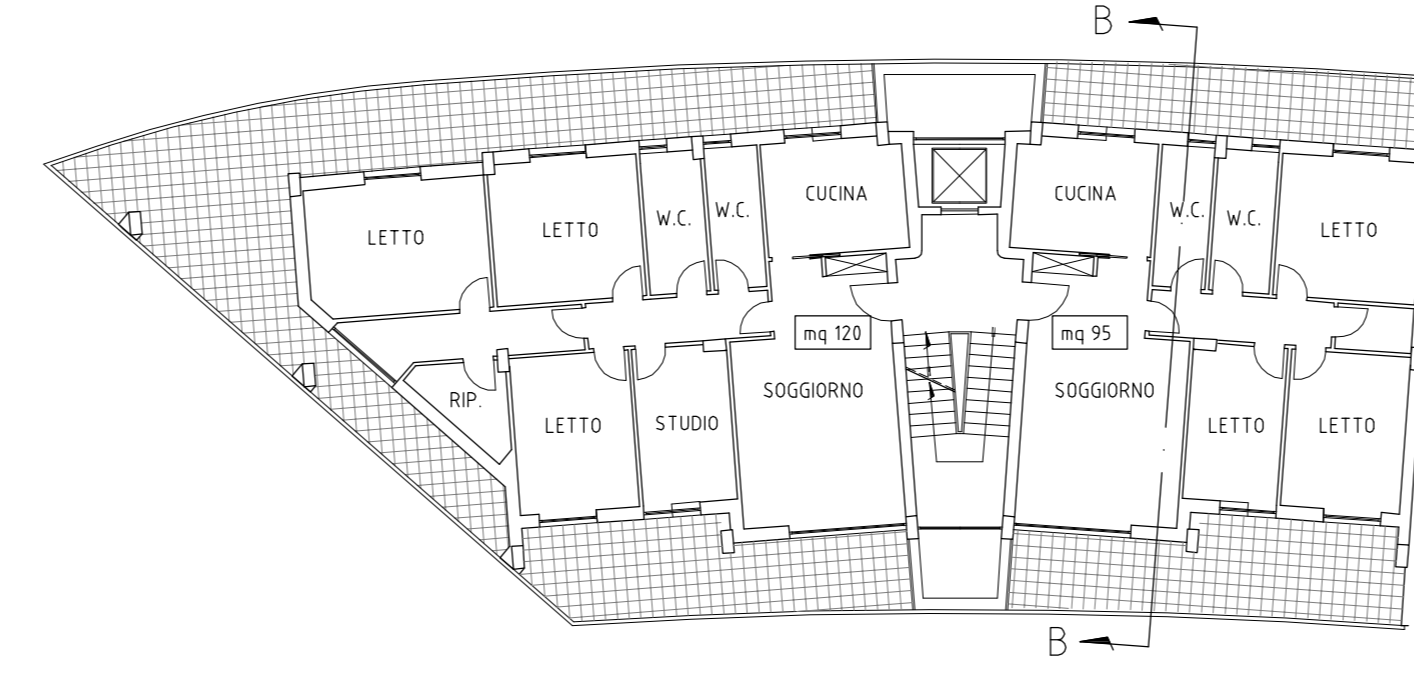 B
CUCINA
CUCINA
LETTO
LETTO
W.C.
W.C.
W.C.
W.C.
LETTO
mq 120
mq 95
RIP.
SOGGIORNO
SOGGIORNO
LETTO
STUDIO
LETTO
LETTO
B